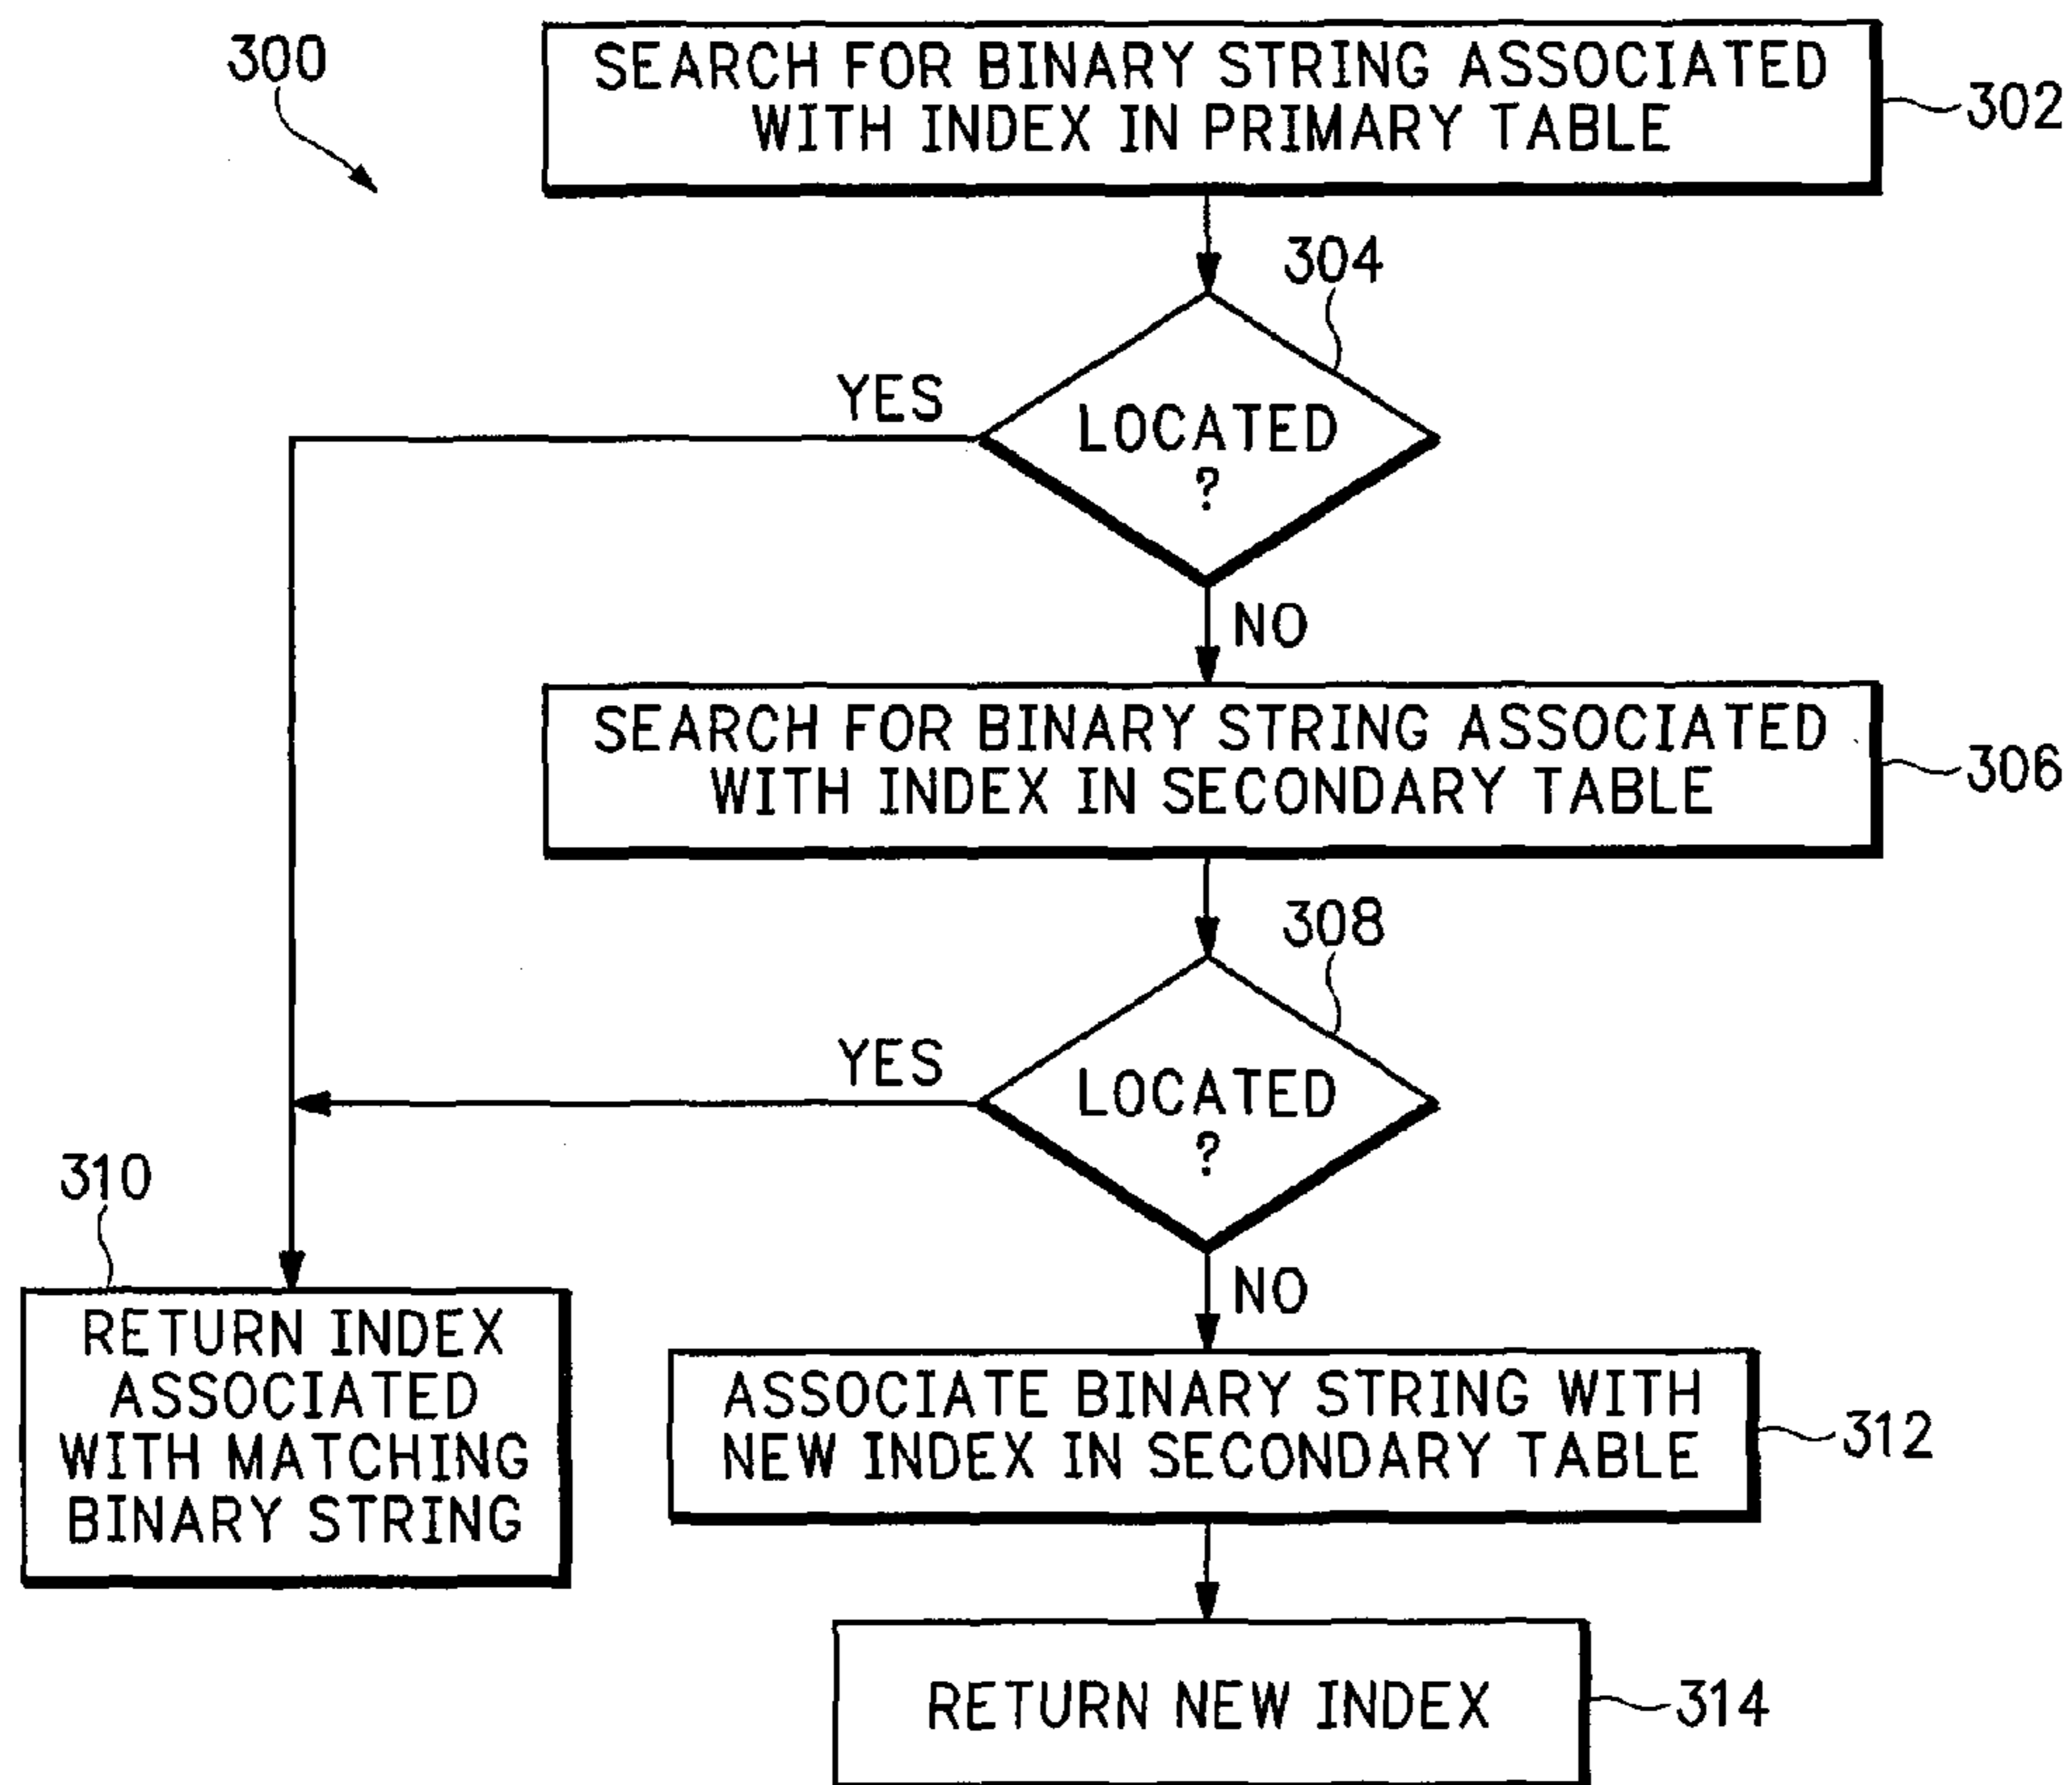 300
SEARCH FOR BINARY STRING ASSOCIATED
WITH INDEX IN PRIMARY TABLE
302
304
YES
LOCATED
?
NO
SEARCH FOR BINARY STRING ASSOCIATED
WITH INDEX IN SECONDARY TABLE
306
308
YES
LOCATED
?
310
NO
RETURN INDEX
ASSOCIATED
WITH MATCHING
BINARY STRING
ASSOCIATE BINARY STRING WITH
NEW INDEX IN SECONDARY TABLE
312
RETURN NEW INDEX
314